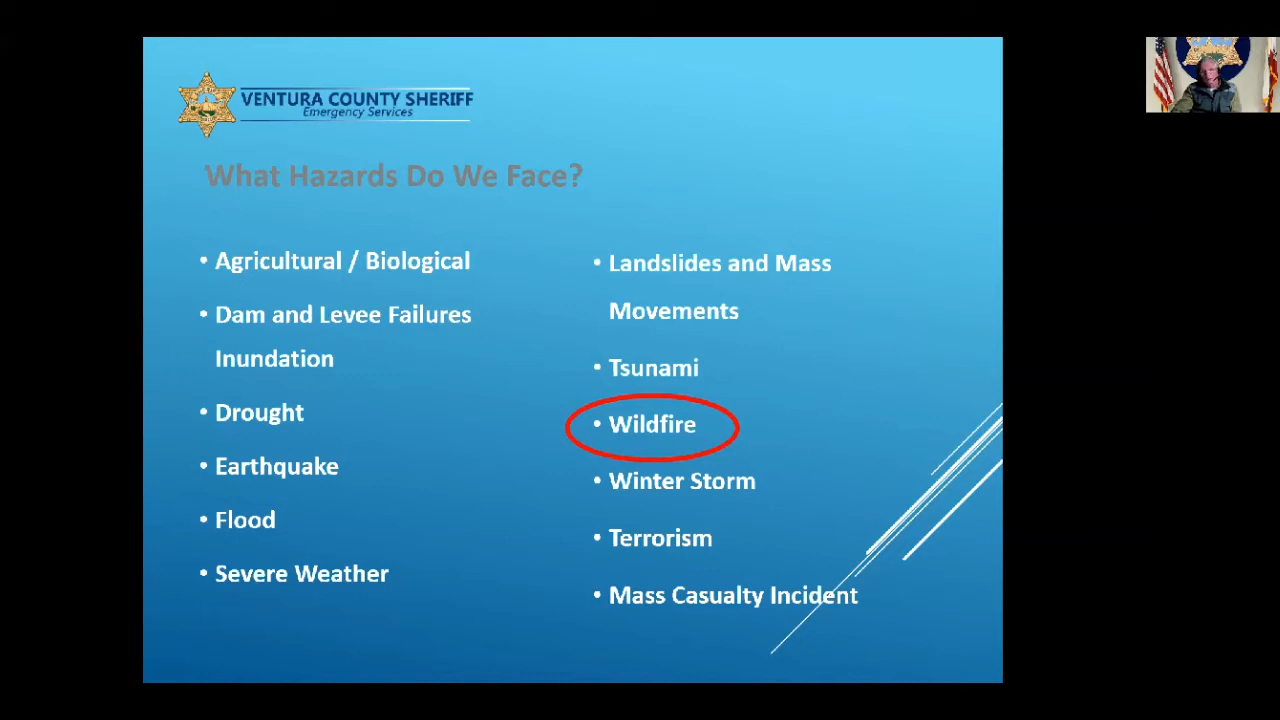 VENTURA COUNTY SHERIFF
Emergency Services
What Hazards Do We Face?
• Agricultural / Biological
• Dam and Levee Failures
Inundation
• Drought
• Earthquake
• Flood
• Severe Weather
• Landslides and Mass
Movements
• Tsunami
• Wildfire
• Winter Storm
• Terrorism
• Mass Casualty Incident